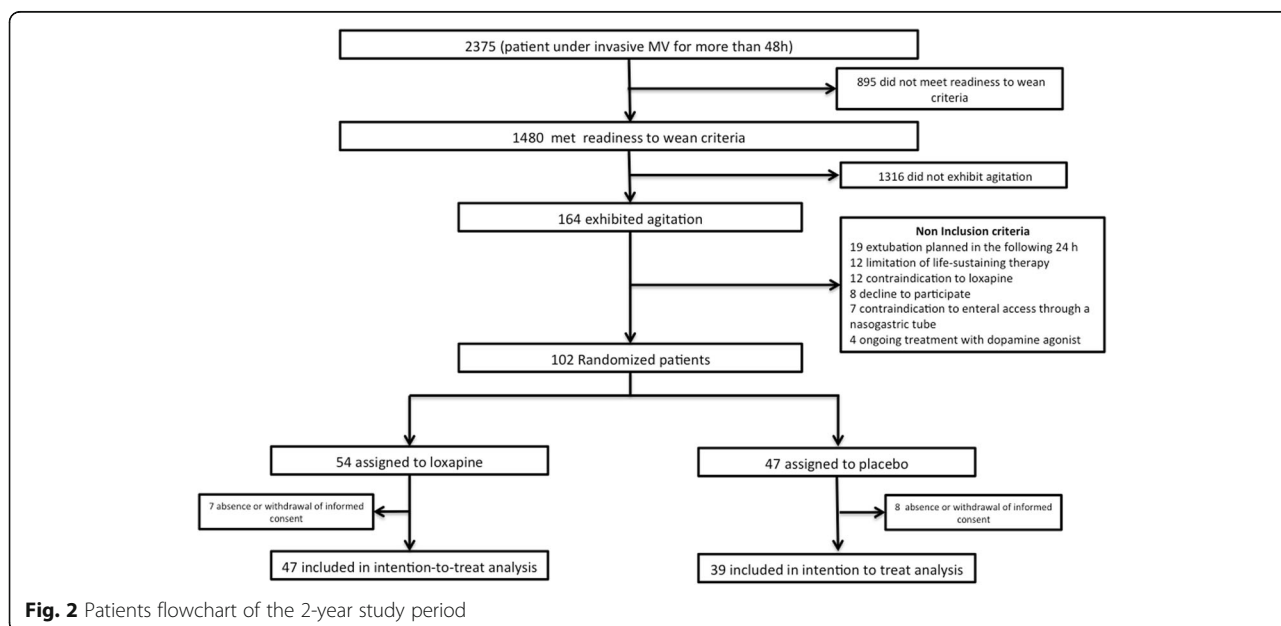 2375 (patient under invasive MV for more than 48h)
895 did not meet readiness to wean
criteria
1480 met readiness to wean criteria
1316 did not exhibit agitation
164 exhibited agitation
Non Inclusion criteria
19 extubation planned in the following 24 h
12 limitation of life-sustaining therapy
12 contraindication to loxapine
8 decline to participate
7 contraindication to enteral access through a
nasogastric tube
4 ongoing treatment with dopamine agonist
102 Randomized patients
54 assigned to loxapine
47 assigned to placebo
7 absence or withdrawal of informed
consent
8 absence or withdrawal of informed
consent
47 included in intention-to-treat analysis
39 included in intention to treat analysis
Fig. 2 Patients flowchart of the 2-year study period